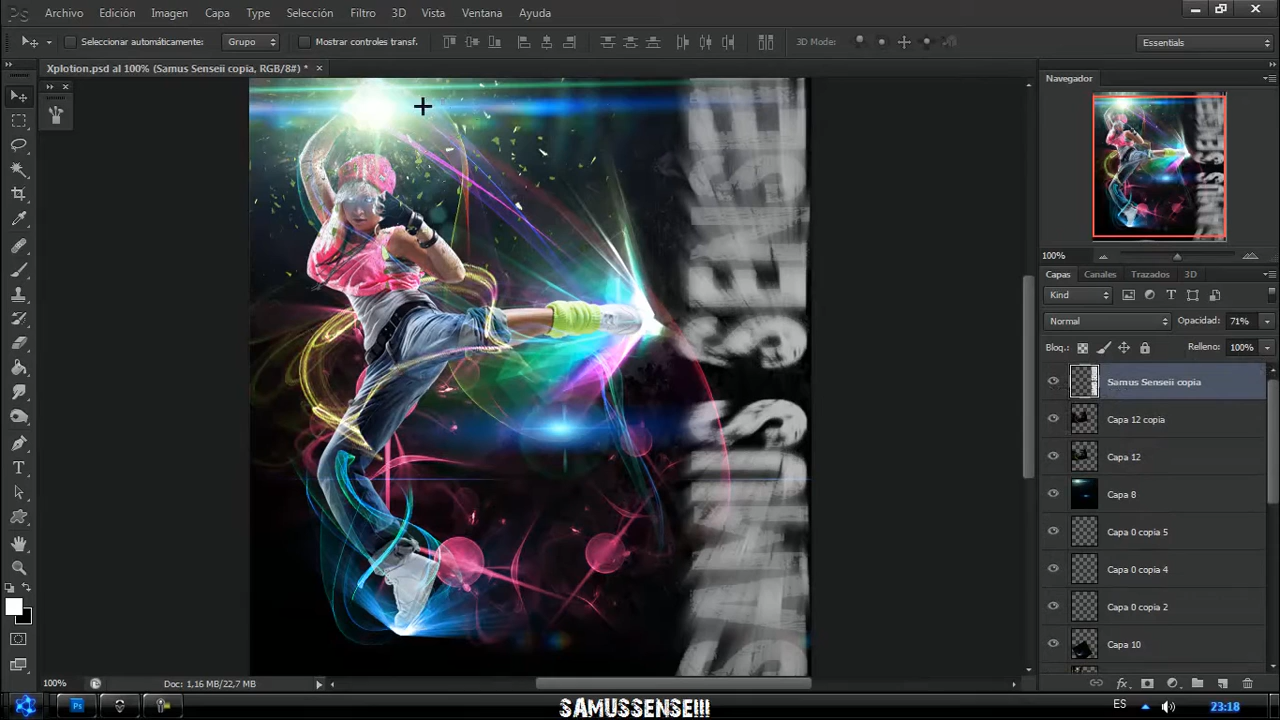 Ps Archivo Edición Imagen Capa Type Selección Filtro 3D Vista Ventana Ayuda
Seleccionar automáticamente: Grupo Mostrar controles transf. 3D Mode: Essentials
Xplotion.psd al 100% (Samus Senseii copia, RGB/8#) * ×
Navegador
SAMUS SENSEII
100%
Capas Canales Trazados 3D
Kind
Normal Opacidad: 71%
Bloq.: Relleno: 100%
Samus Senseii copia
Capa 12 copia
Capa 12
Capa 8
Capa 0 copia 5
Capa 0 copia 4
Capa 0 copia 2
Capa 10
100% Doc: 1,16 MB/22,7 MB
Ps SAMUSSENSEIII ES 23:18